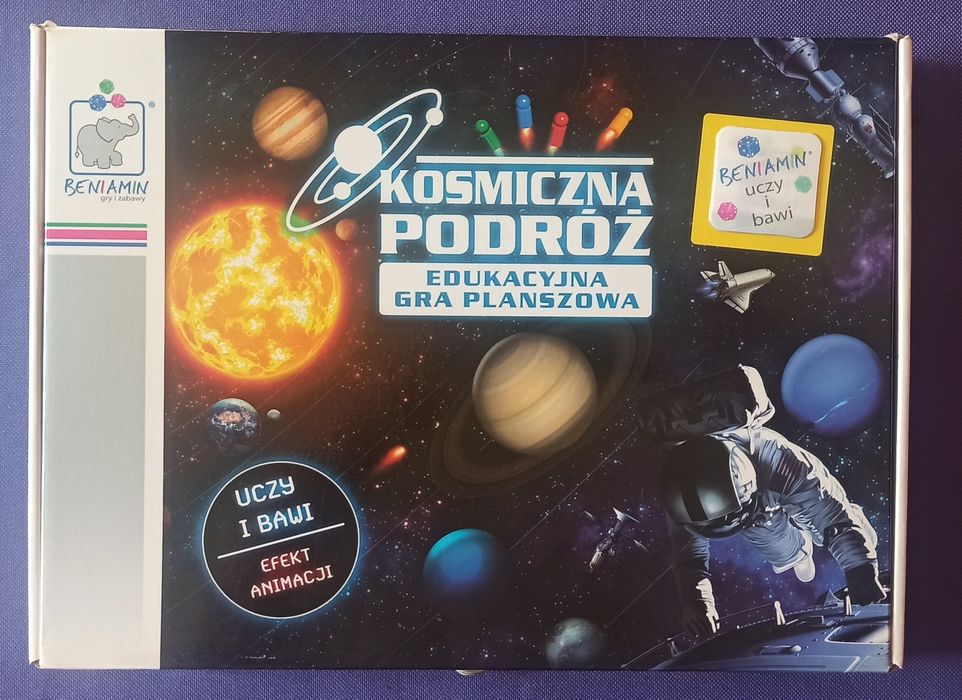 BENIAMIN®
gry i zabawy
KOSMICZNA
PODRÓŻ
EDUKACYJNA
GRA PLANSZOWA
BENIAMIN®
uczy
i
bawi
UCZY
I BAWI
EFEKT
ANIMACJI